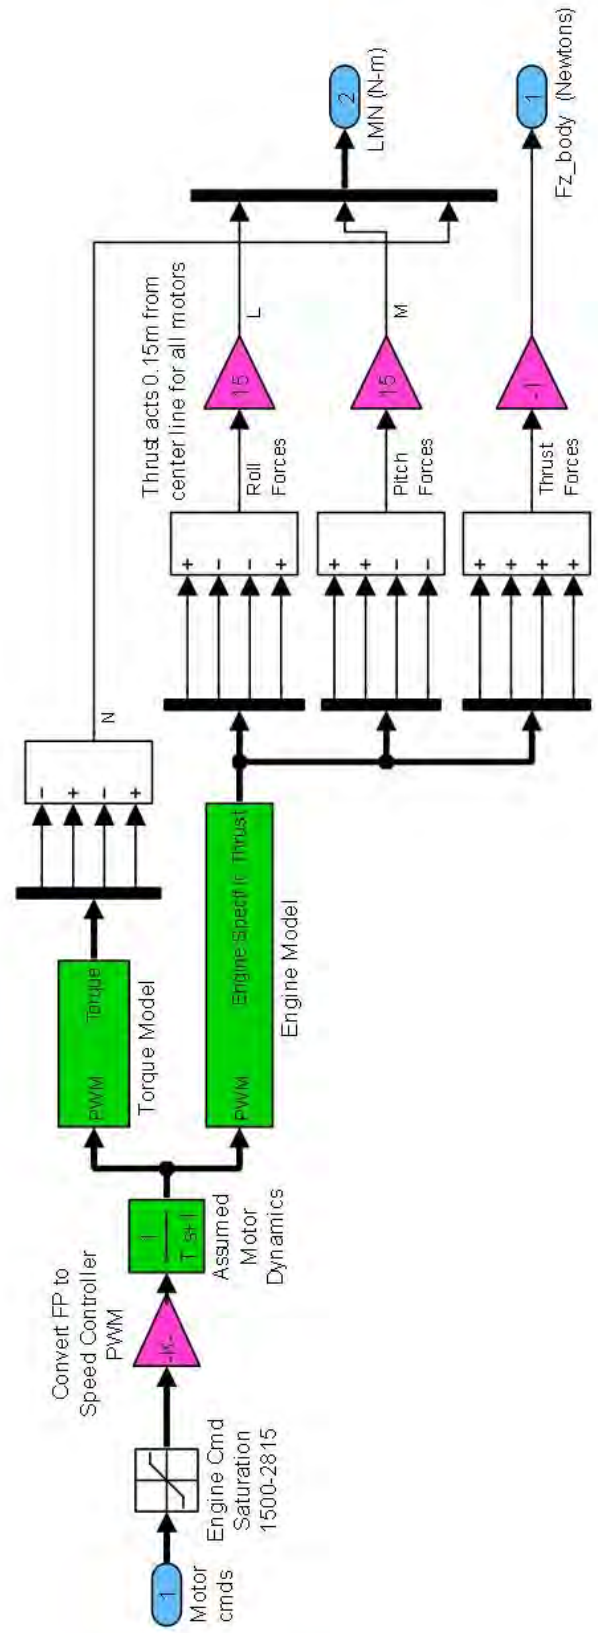 1
Motor
cmds
Engine Cmd
Saturation
1500-2815
Convert FP to
Speed Controller
PWM
-K-
1
T.s+1
Assumed
Motor
Dynamics
PWM
Torque
Torque Model
PWM
Engine Specific Thrust
Engine Model
-
+
-
+
N
+
-
-
+
Roll
Forces
Thrust acts 0.15m from
center line for all motors
.15
L
+
+
-
-
Pitch
Forces
.15
M
+
+
+
+
Thrust
Forces
-1
2
LMN (N-m)
1
Fz_body (Newtons)